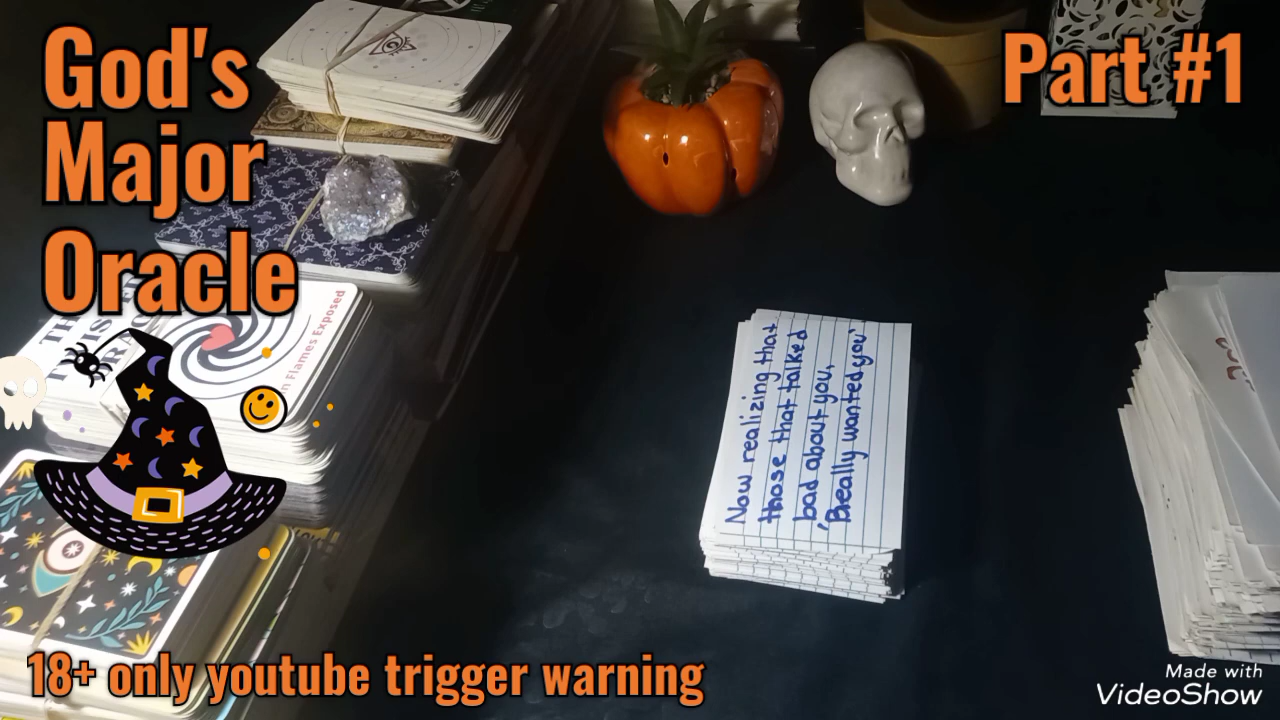 God's
Major
Oracle
Part #1
n Flames Exposed
Now realizing that
those that talked
bad about you,
'Really wanted you'
18+ only youtube trigger warning
Made with
VideoShow